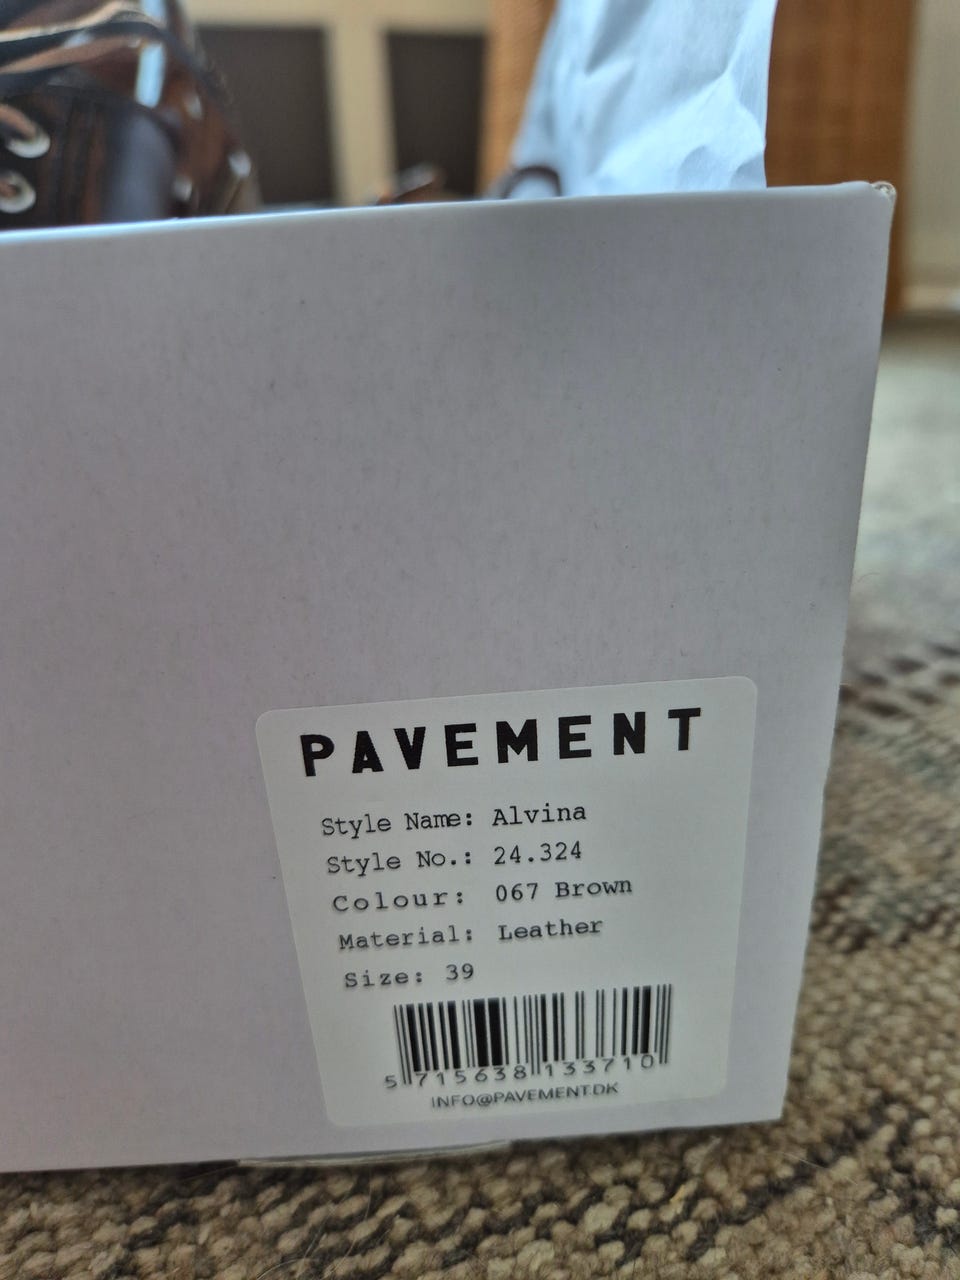 PAVEMENT
Style Name: Alvina
Style No.: 24.324
Colour: 067 Brown
Material: Leather
Size: 39
5 715638 133710
INFO@PAVEMENT.DK